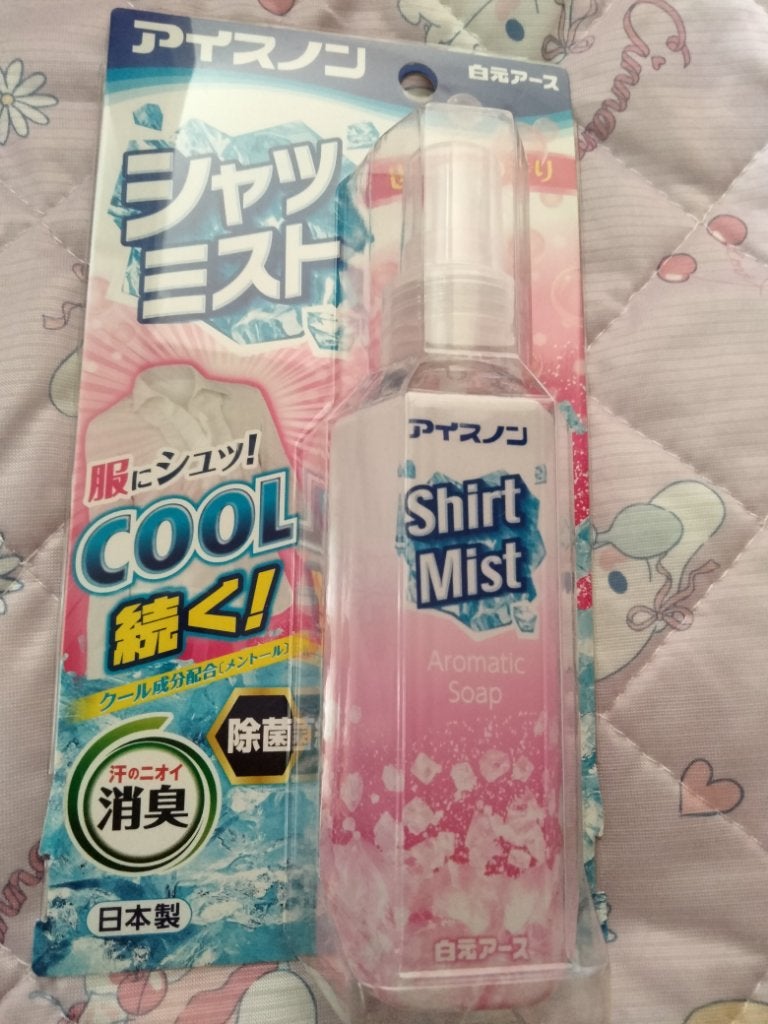 アイスノン
白元アース
シャツ
ミスト
服にシュッ!
COOL
続く!
クール成分配合(メントール)
除菌
汗のニオイ
消臭
日本製
アイスノン
Shirt
Mist
Aromatic
Soap
白元アース